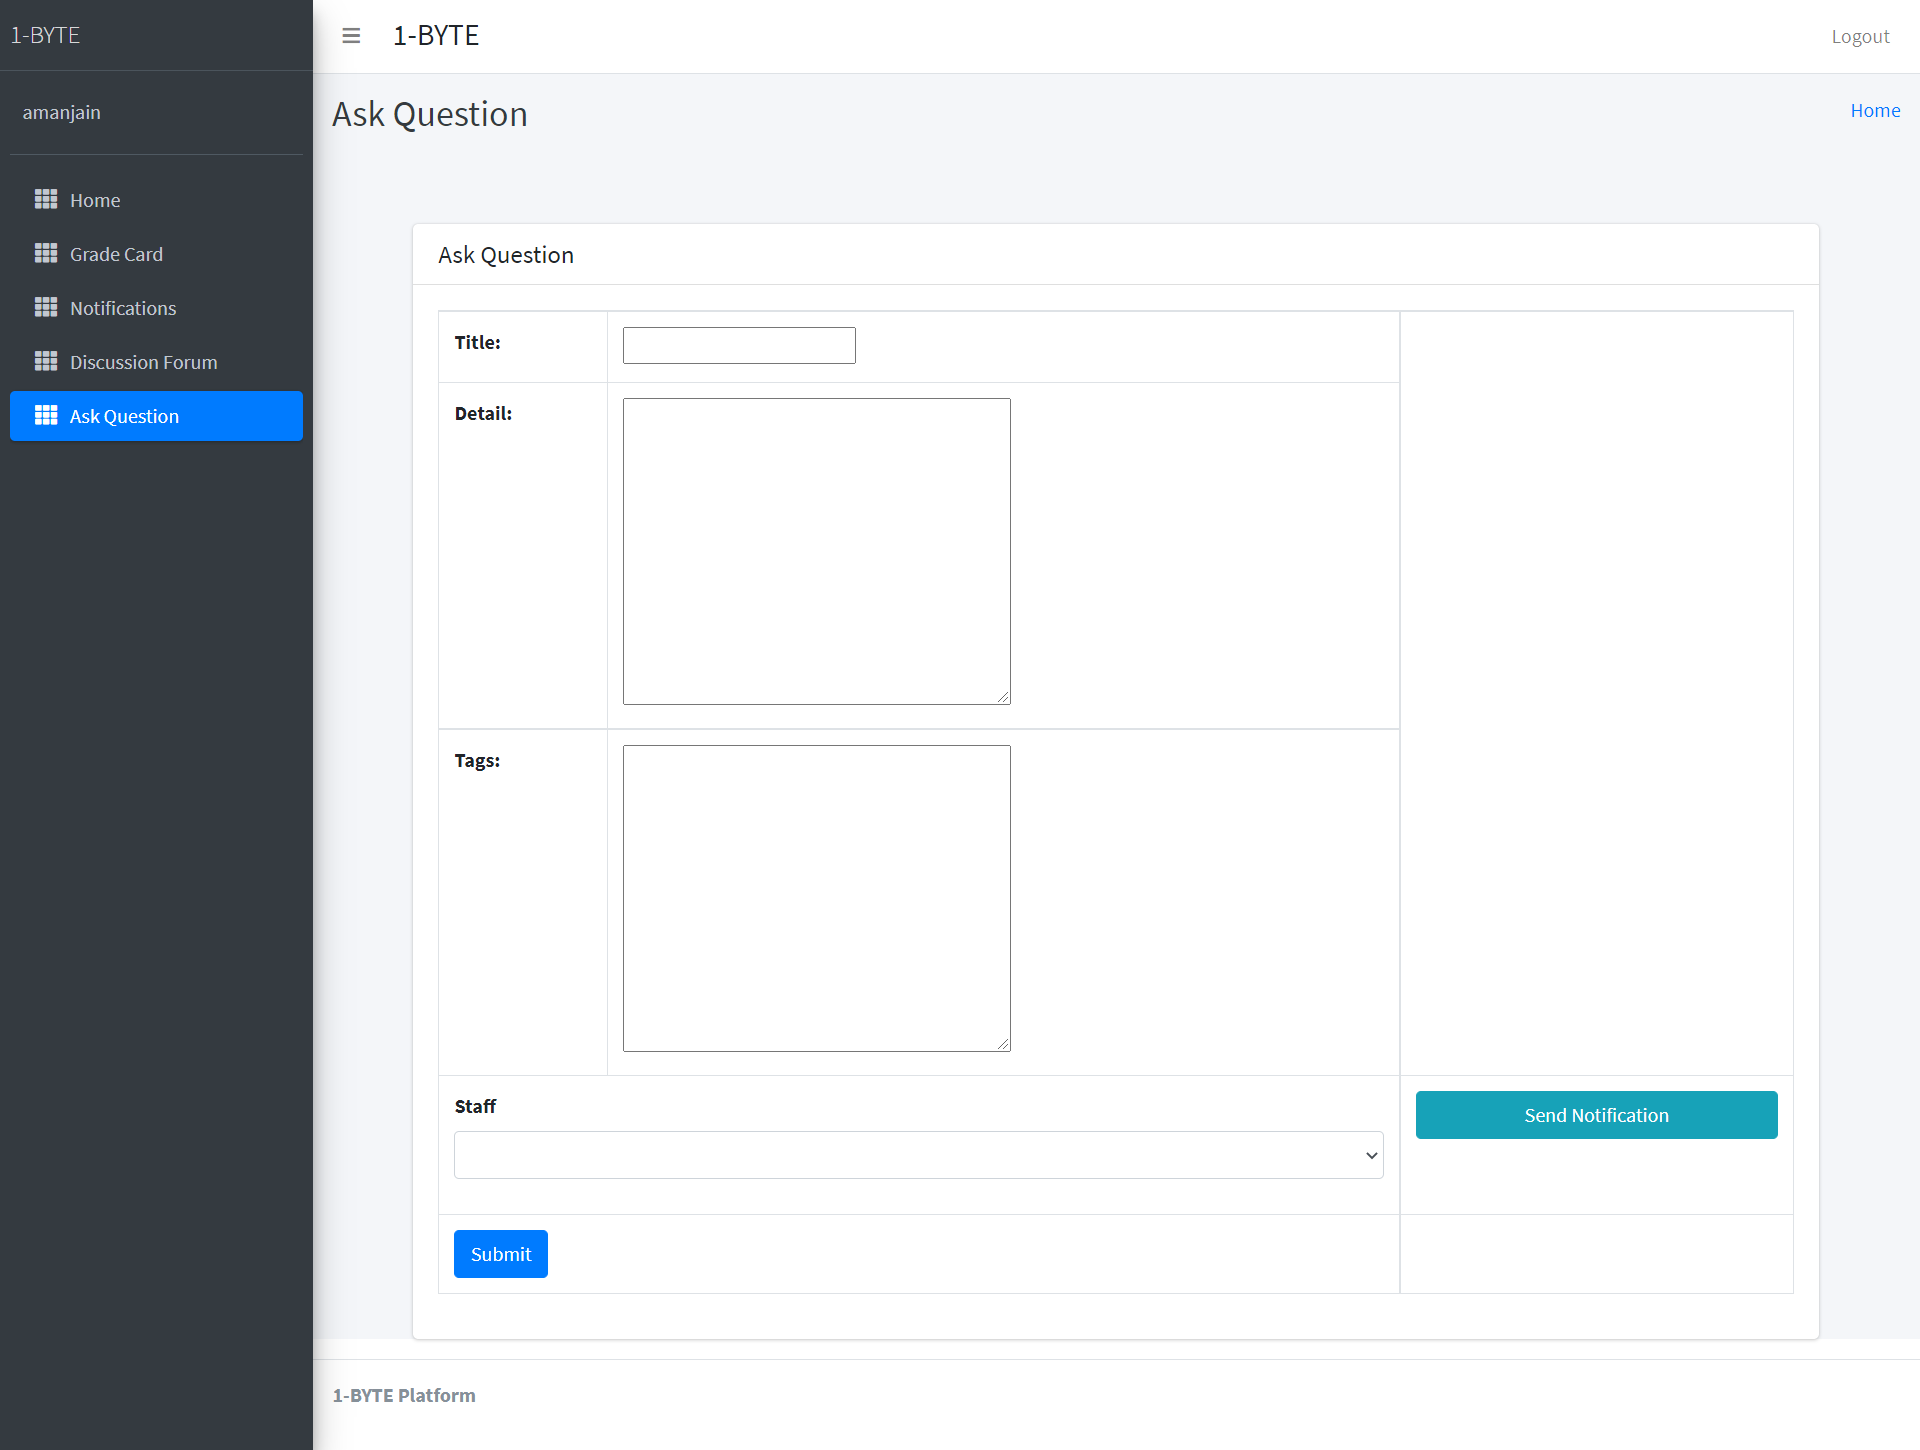 1-BYTE
1-BYTE
Logout
amanjain
Ask Question
Home
Home
Grade Card
Notifications
Discussion Forum
Ask Question
Ask Question
Title:
Detail:
Tags:
Staff
Send Notification
Submit
1-BYTE Platform